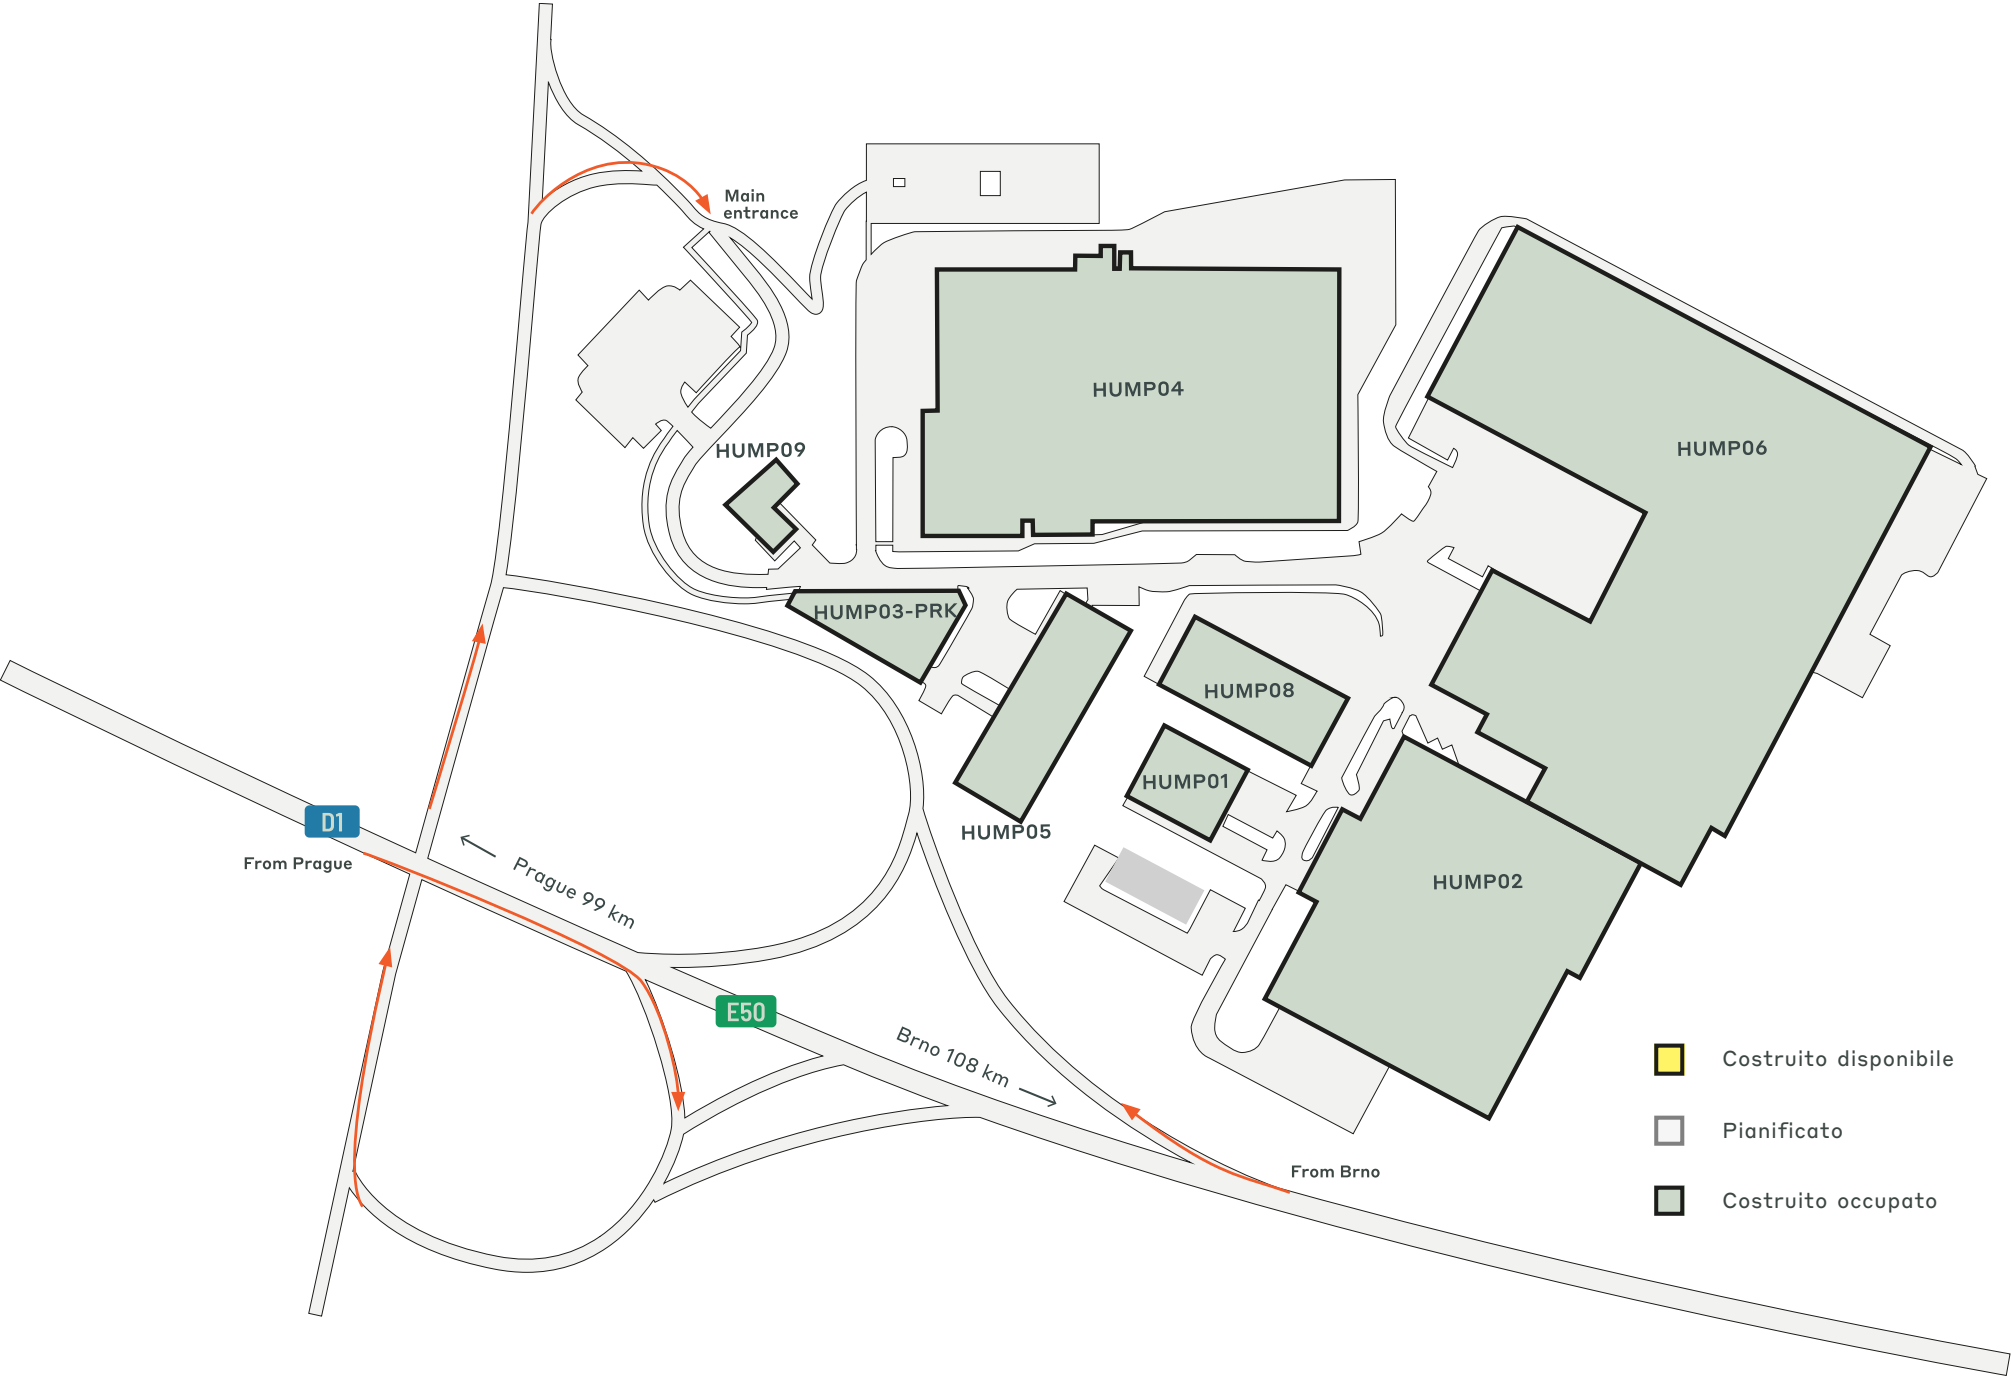 Main
entrance
HUMP04
HUMP06
HUMP09
HUMP03-PRK
HUMP08
HUMP01
HUMP05
HUMP02
D1
From Prague
Prague 99 km
E50
Brno 108 km
From Brno
Costruito disponibile
Pianificato
Costruito occupato